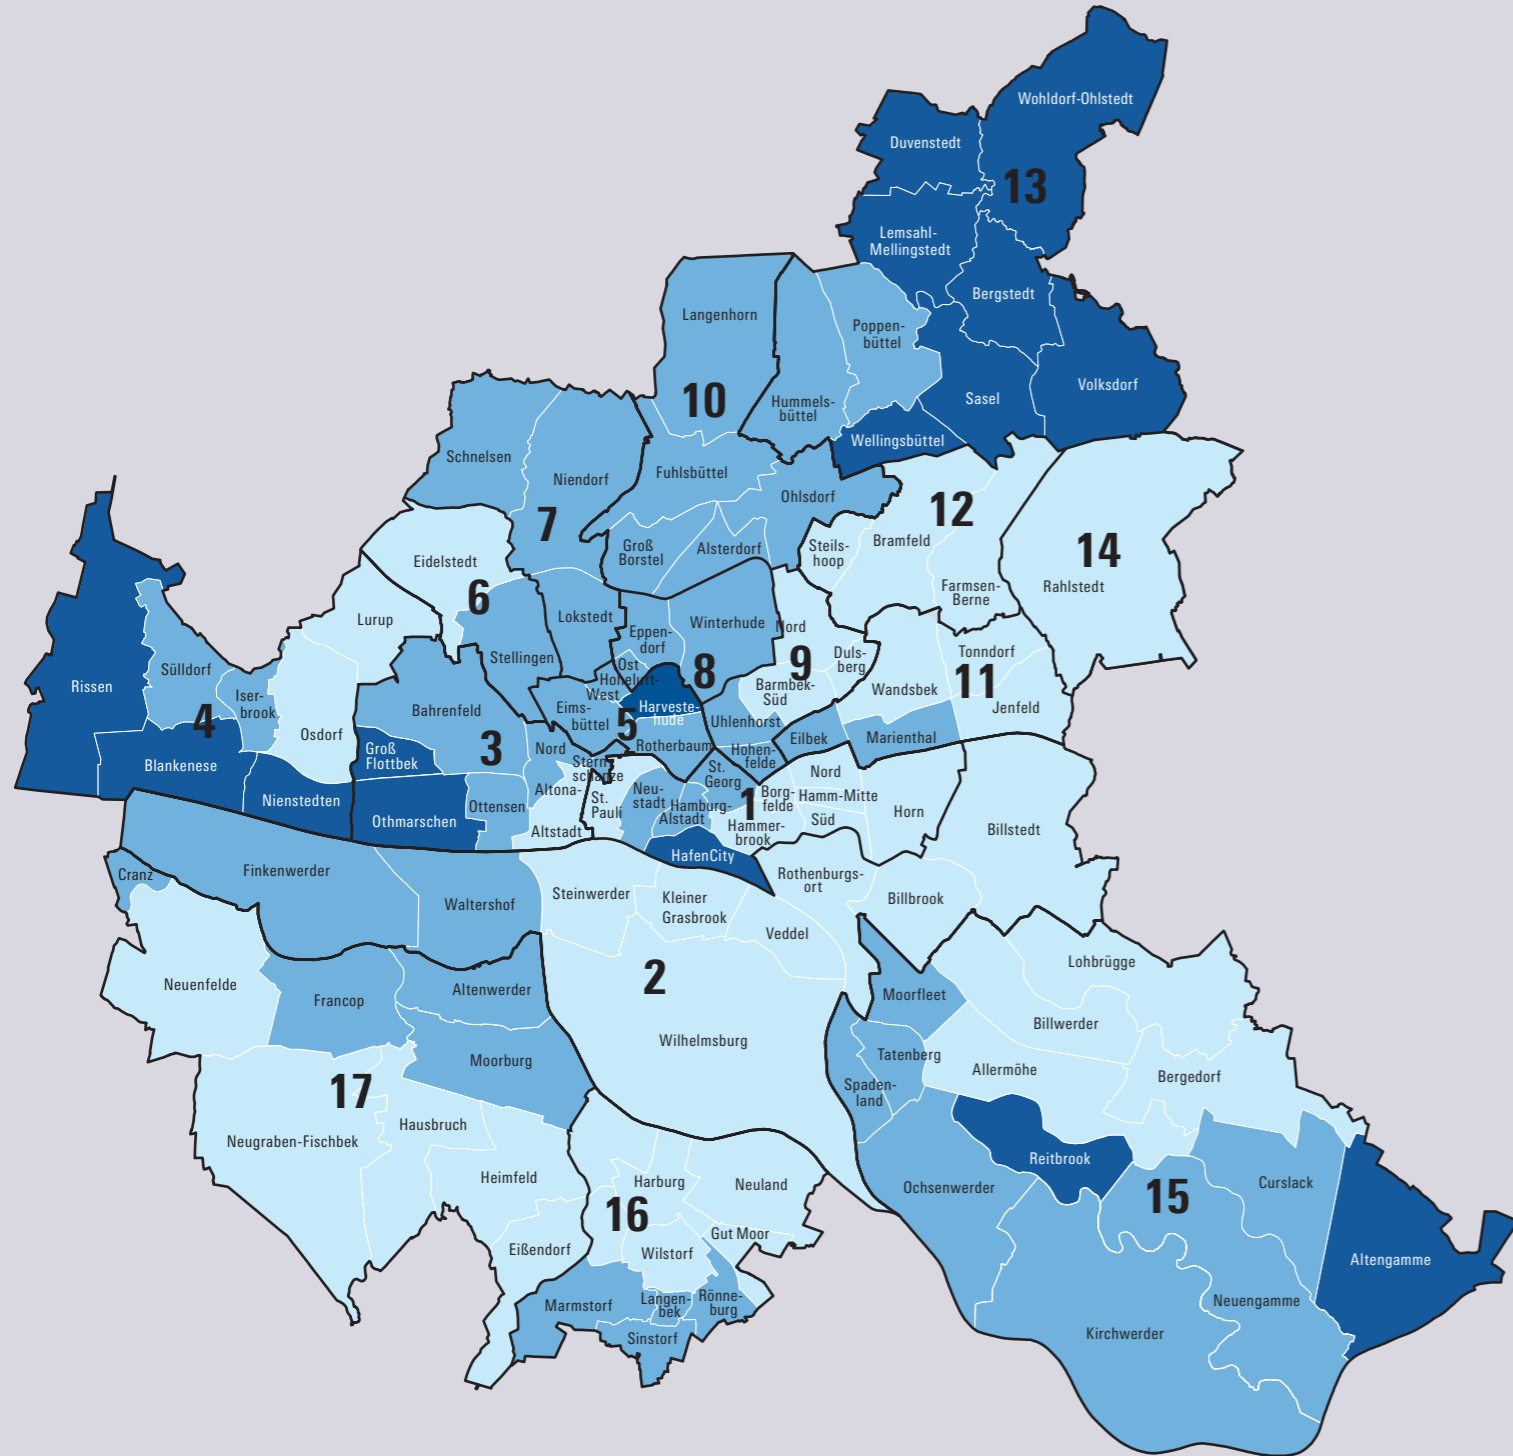 Wohldorf-Ohlstedt
Duvenstedt
13
Lemsahl-
Mellingstedt
Bergstedt
Langenhorn
Poppen-
büttel
Volksdorf
Sasel
10
Hummels-
büttel
Wellingsbüttel
Schnelsen
Niendorf
Fuhlsbüttel
Ohlsdorf
12
7
Groß
Borstel
Alsterdorf
Steils-
hoop
Bramfeld
14
Eidelstedt
Farmsen-
Berne
Rahlstedt
6
Lurup
Lokstedt
Eppen-
dorf
Winterhude
Nord
Duls-
berg
Tonndorf
Stellingen
Ost
Hoheluft-
West
8
9
Barmbek-
Süd
Wandsbek
11
Jenfeld
Sülldorf
Rissen
Iser-
brook
4
Osdorf
Bahrenfeld
3
Eims-
büttel
5
Harveste-
hude
Rotherbaum
Uhlenhorst
Hohen-
felde
Eilbek
Marienthal
Groß
Flottbek
Nord
Altona-
Altstadt
Stern-
schanze
St.
Pauli
Neu-
stadt
St.
Georg
Hamburg-
Altstadt
1
Borg-
felde
Nord
Hamm-Mitte
Süd
Horn
Billstedt
Blankenese
Nienstedten
Othmarschen
Ottensen
Hammer-
brook
HafenCity
Rothenburgs-
ort
Billbrook
Cranz
Finkenwerder
Waltershof
Steinwerder
Kleiner
Grasbrook
Veddel
Neuenfelde
Francop
Altenwerder
2
Wilhelmsburg
Moorfleet
Lohbrügge
Billwerder
Moorburg
Tatenberg
Spaden-
land
Allermöhe
Bergedorf
17
Neugraben-Fischbek
Hausbruch
Heimfeld
Harburg
Neuland
16
Reitbrook
Ochsenwerder
Curslack
15
Eißendorf
Wilstorf
Gut Moor
Altengamme
Marmstorf
Langen-
bek
Rönne-
burg
Neuengamme
Sinstorf
Kirchwerder